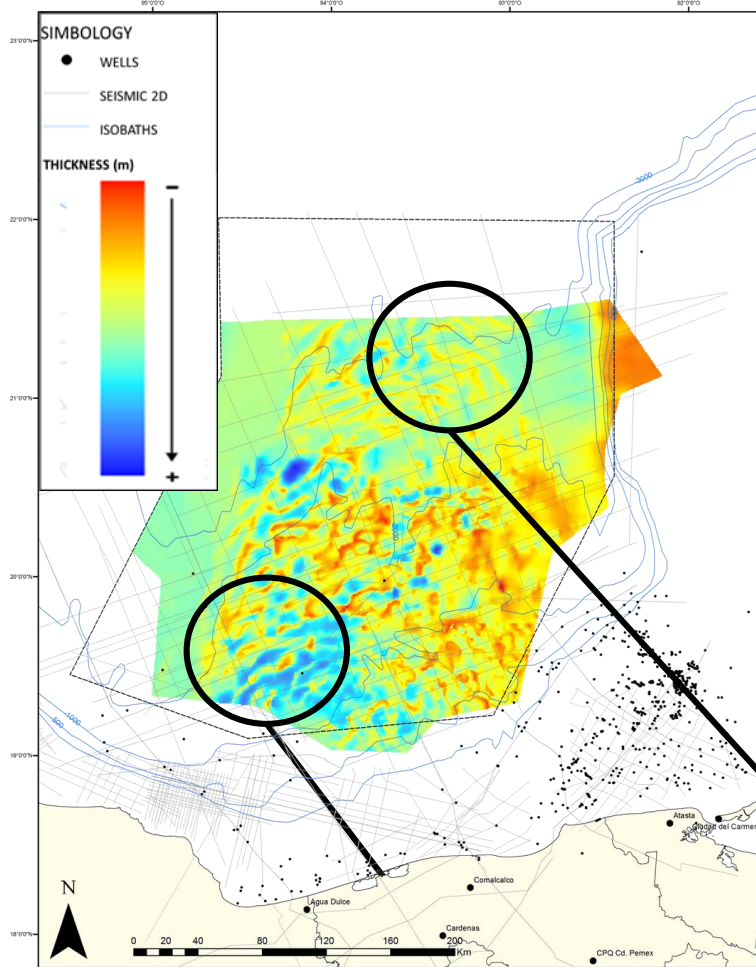 95°0'0"W 94°0'0"W 93°0'0"W 92°0'0"W
23°0'0"N
SIMBOLOGY
WELLS
SEISMIC 2D
ISOBATHS
THICKNESS (m)
-
+
3000
22°0'0"N
21°0'0"N
2000
20°0'0"N
500
1000
19°0'0"N
Atasta
Ciudad del Carmen
Comalcalco
Agua Dulce
Cardenas
CPQ Cd. Pemex
18°0'0"N
N
0 20 40 80 120 160 200
Km